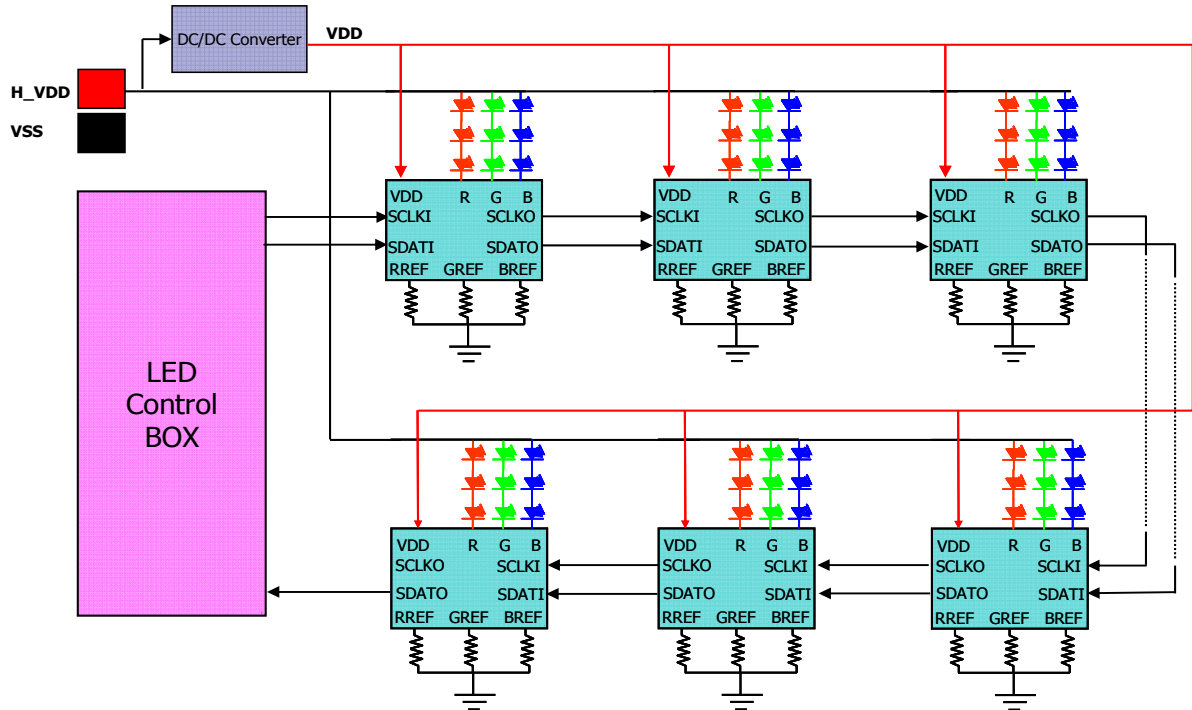 DC/DC Converter
VDD
H_VDD
VSS
LED
Control
BOX
VDD R G B
SCLKI SCLKO
SDATI SDATO
RREF GREF BREF
VDD R G B
SCLKI SCLKO
SDATI SDATO
RREF GREF BREF
VDD R G B
SCLKI SCLKO
SDATI SDATO
RREF GREF BREF
VDD R G B
SCLKO SCLKI
SDATO SDATI
RREF GREF BREF
VDD R G B
SCLKO SCLKI
SDATO SDATI
RREF GREF BREF
VDD R G B
SCLKO SCLKI
SDATO SDATI
RREF GREF BREF